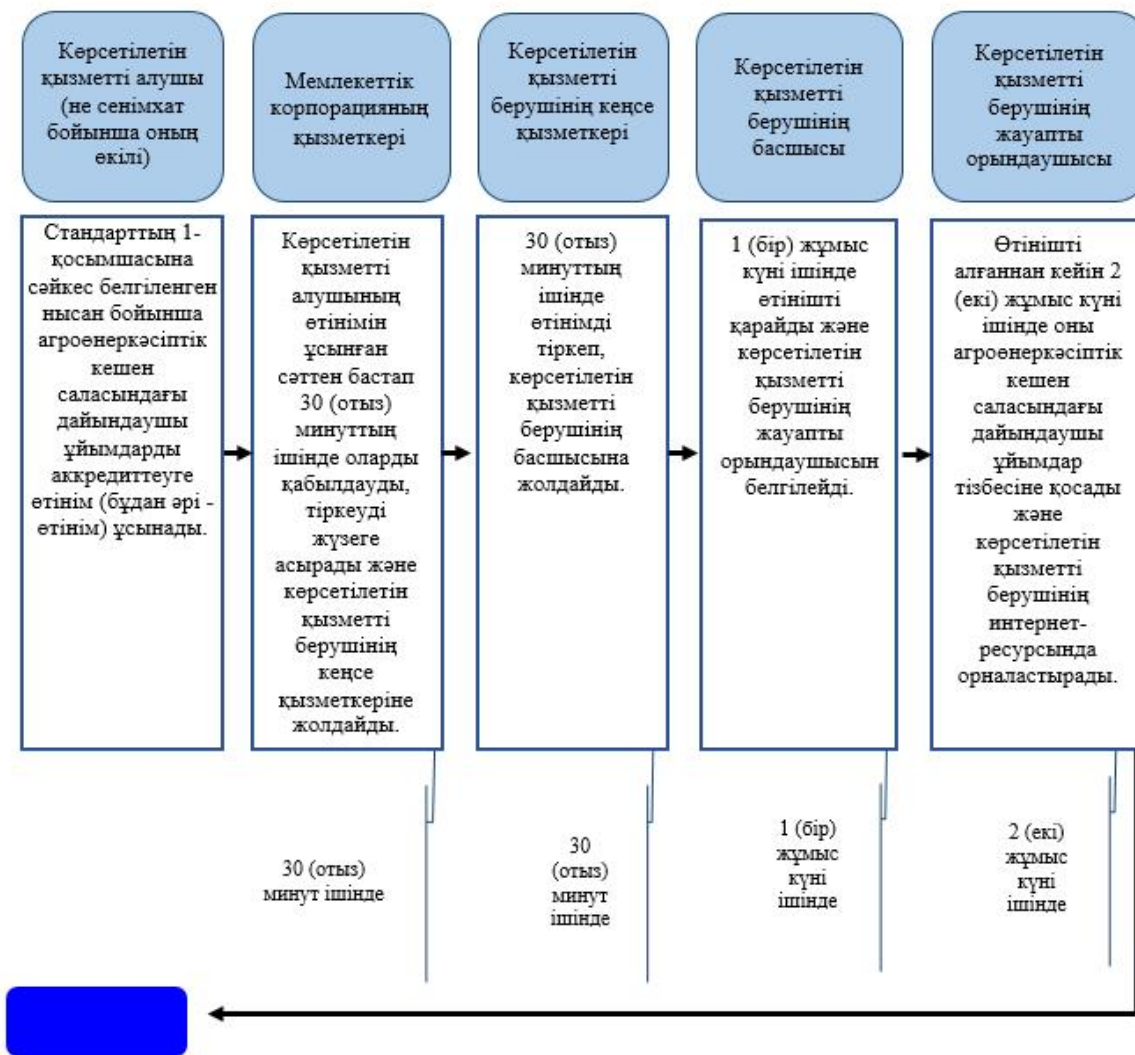 Көрсетілетін
қызметті алушы
(не сенімхат
бойынша оның
өкілі)
Мемлекеттік
корпорацияның
қызметкері
Көрсетілетін
қызметті
берушінің кеңсе
қызметкері
Көрсетілетін
қызметті
берушінің
басшысы
Көрсетілетін
қызметті
берушінің
жауапты
орындаушысы
Стандарттың 1-
қосымшасына
сәйкес белгіленген
нысан бойынша
агроөнеркәсіптік
кешен
саласындағы
дайындаушы
ұйымдарды
аккредиттеуге
өтінім (бұдан әрі -
өтінім) ұсынады.
Көрсетілетін
қызметті
алушының
өтінімін
ұсынған
сәттен бастап
30 (отыз)
минуттың
ішінде оларды
қабылдауды,
тіркеуді
жүзеге
асырады және
көрсетілетін
қызметті
берушінің
кеңсе
қызметкеріне
жолдайды.
30 (отыз)
минуттың
ішінде
өтінімді
тіркеп,
көрсетілетін
қызметті
берушінің
басшысына
жолдайды.
1 (бір) жұмыс
күні ішінде
өтінішті
қарайды және
көрсетілетін
қызметті
берушінің
жауапты
орындаушысын
белгілейді.
Өтінішті
алғаннан кейін 2
(екі) жұмыс күні
ішінде оны
агроөнеркәсіптік
кешен
саласындағы
дайындаушы
ұйымдар
тізбесіне қосады
және
көрсетілетін
қызметті
берушінің
интернет-
ресурсында
орналастырады.
30 (отыз)
минут ішінде
30
(отыз)
минут
ішінде
1 (бір)
жұмыс
күні
ішінде
2 (екі)
жұмыс
күні
ішінде